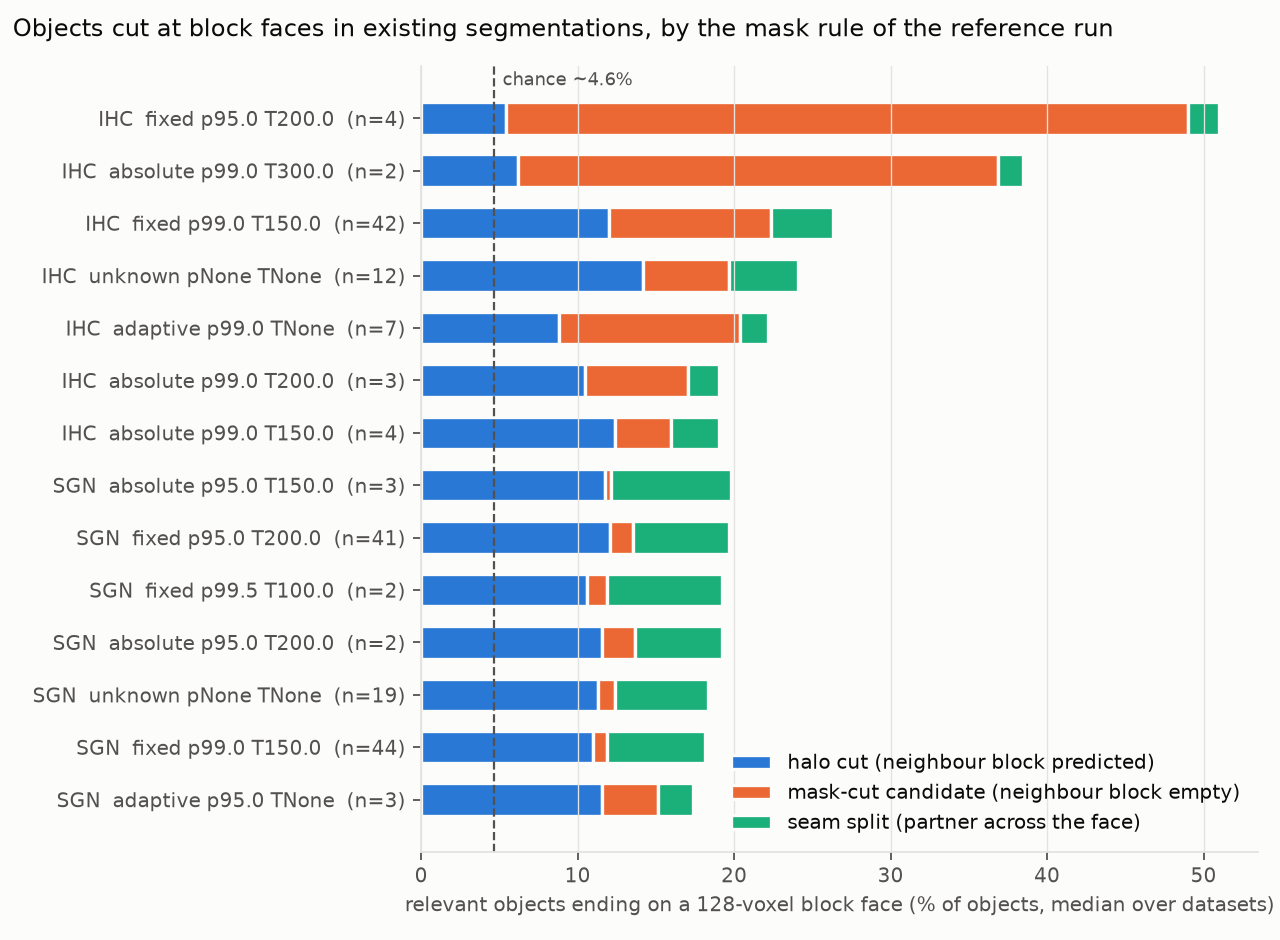 Objects cut at block faces in existing segmentations, by the mask rule of the reference run
chance ~4.6%
IHC  fixed p95.0 T200.0  (n=4)
IHC  absolute p99.0 T300.0  (n=2)
IHC  fixed p99.0 T150.0  (n=42)
IHC  unknown pNone TNone  (n=12)
IHC  adaptive p99.0 TNone  (n=7)
IHC  absolute p99.0 T200.0  (n=3)
IHC  absolute p99.0 T150.0  (n=4)
SGN  absolute p95.0 T150.0  (n=3)
SGN  fixed p95.0 T200.0  (n=41)
SGN  fixed p99.5 T100.0  (n=2)
SGN  absolute p95.0 T200.0  (n=2)
SGN  unknown pNone TNone  (n=19)
SGN  fixed p99.0 T150.0  (n=44)
SGN  adaptive p95.0 TNone  (n=3)
halo cut (neighbour block predicted)
mask-cut candidate (neighbour block empty)
seam split (partner across the face)
0 10 20 30 40 50
relevant objects ending on a 128-voxel block face (% of objects, median over datasets)